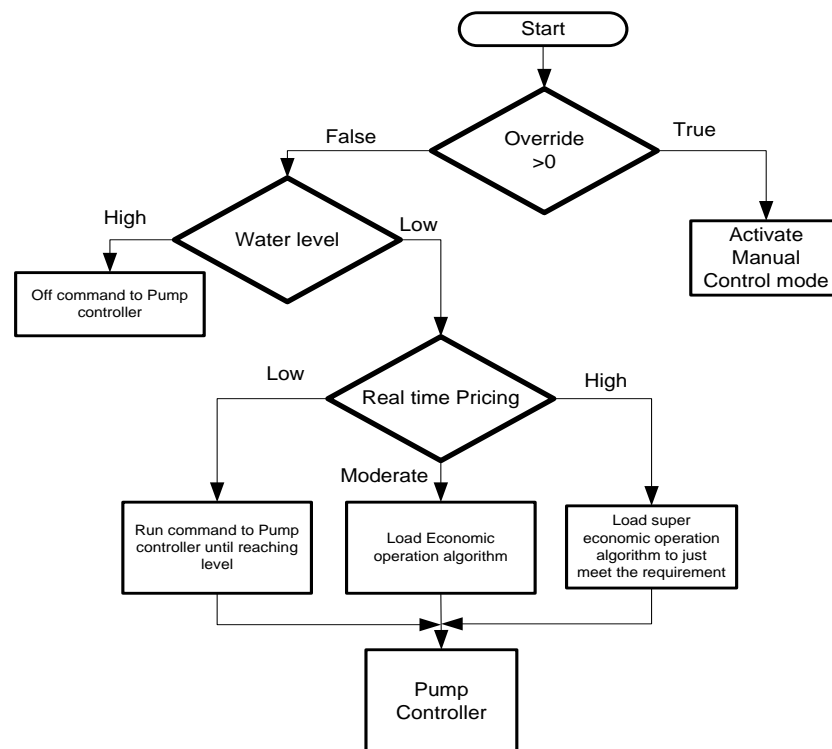 Start
False
True
Override
>0
High
Water level
Low
Activate
Manual
Control mode
Off command to Pump
controller
Low
Real time Pricing
High
Moderate
Run command to Pump
controller until reaching
level
Load Economic
operation algorithm
Load super
economic operation
algorithm to just
meet the requirement
Pump
Controller